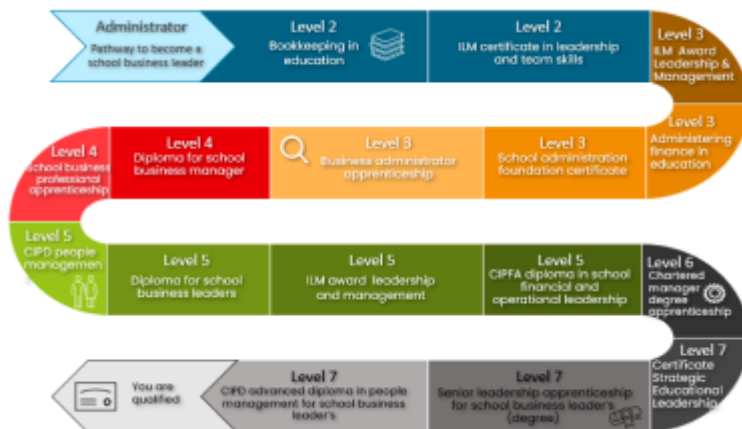 Administrator
Pathway to become a
school business leader
Level 2
Bookkeeping in
education
Level 2
ILM certificate in leadership
and team skills
Level 3
ILM Award
Leadership &
Management
Level 3
Administering
finance in
education
Level 3
School administration
foundation certificate
Level 3
Business administrator
apprenticeship
Level 4
Diploma for school
business manager
Level 4
School business
professional
apprenticeship
Level 5
CIPD people
managemen
Level 5
Diploma for school
business leaders
Level 5
ILM award leadership
and management
Level 5
CIPFA diploma in school
financial and
operational leadership
Level 6
Chartered
manager
degree
apprenticeship
Level 7
Certificate
Strategic
Educational
Leadership
Level 7
Senior leadership apprenticeship
for school business leader's
(degree)
Level 7
CIPD advanced diploma in people
management for school business
leader's
You are
qualified